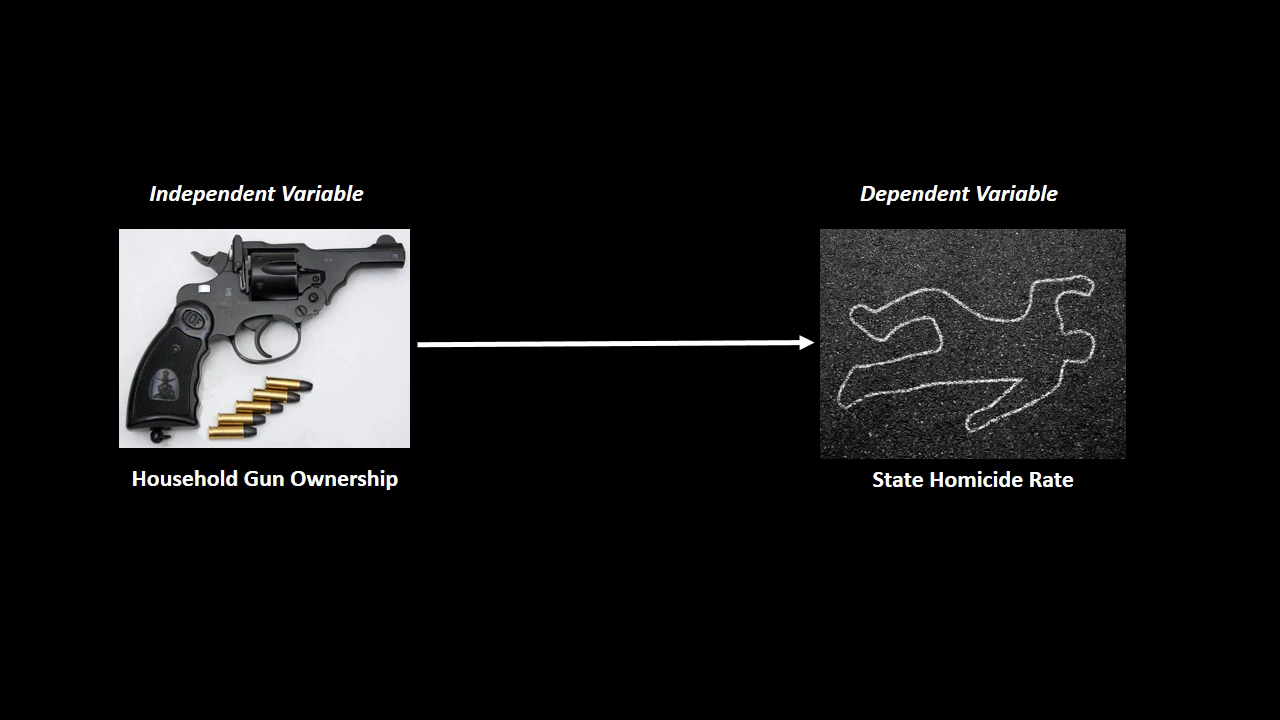 Independent Variable
Dependent Variable
Household Gun Ownership
State Homicide Rate